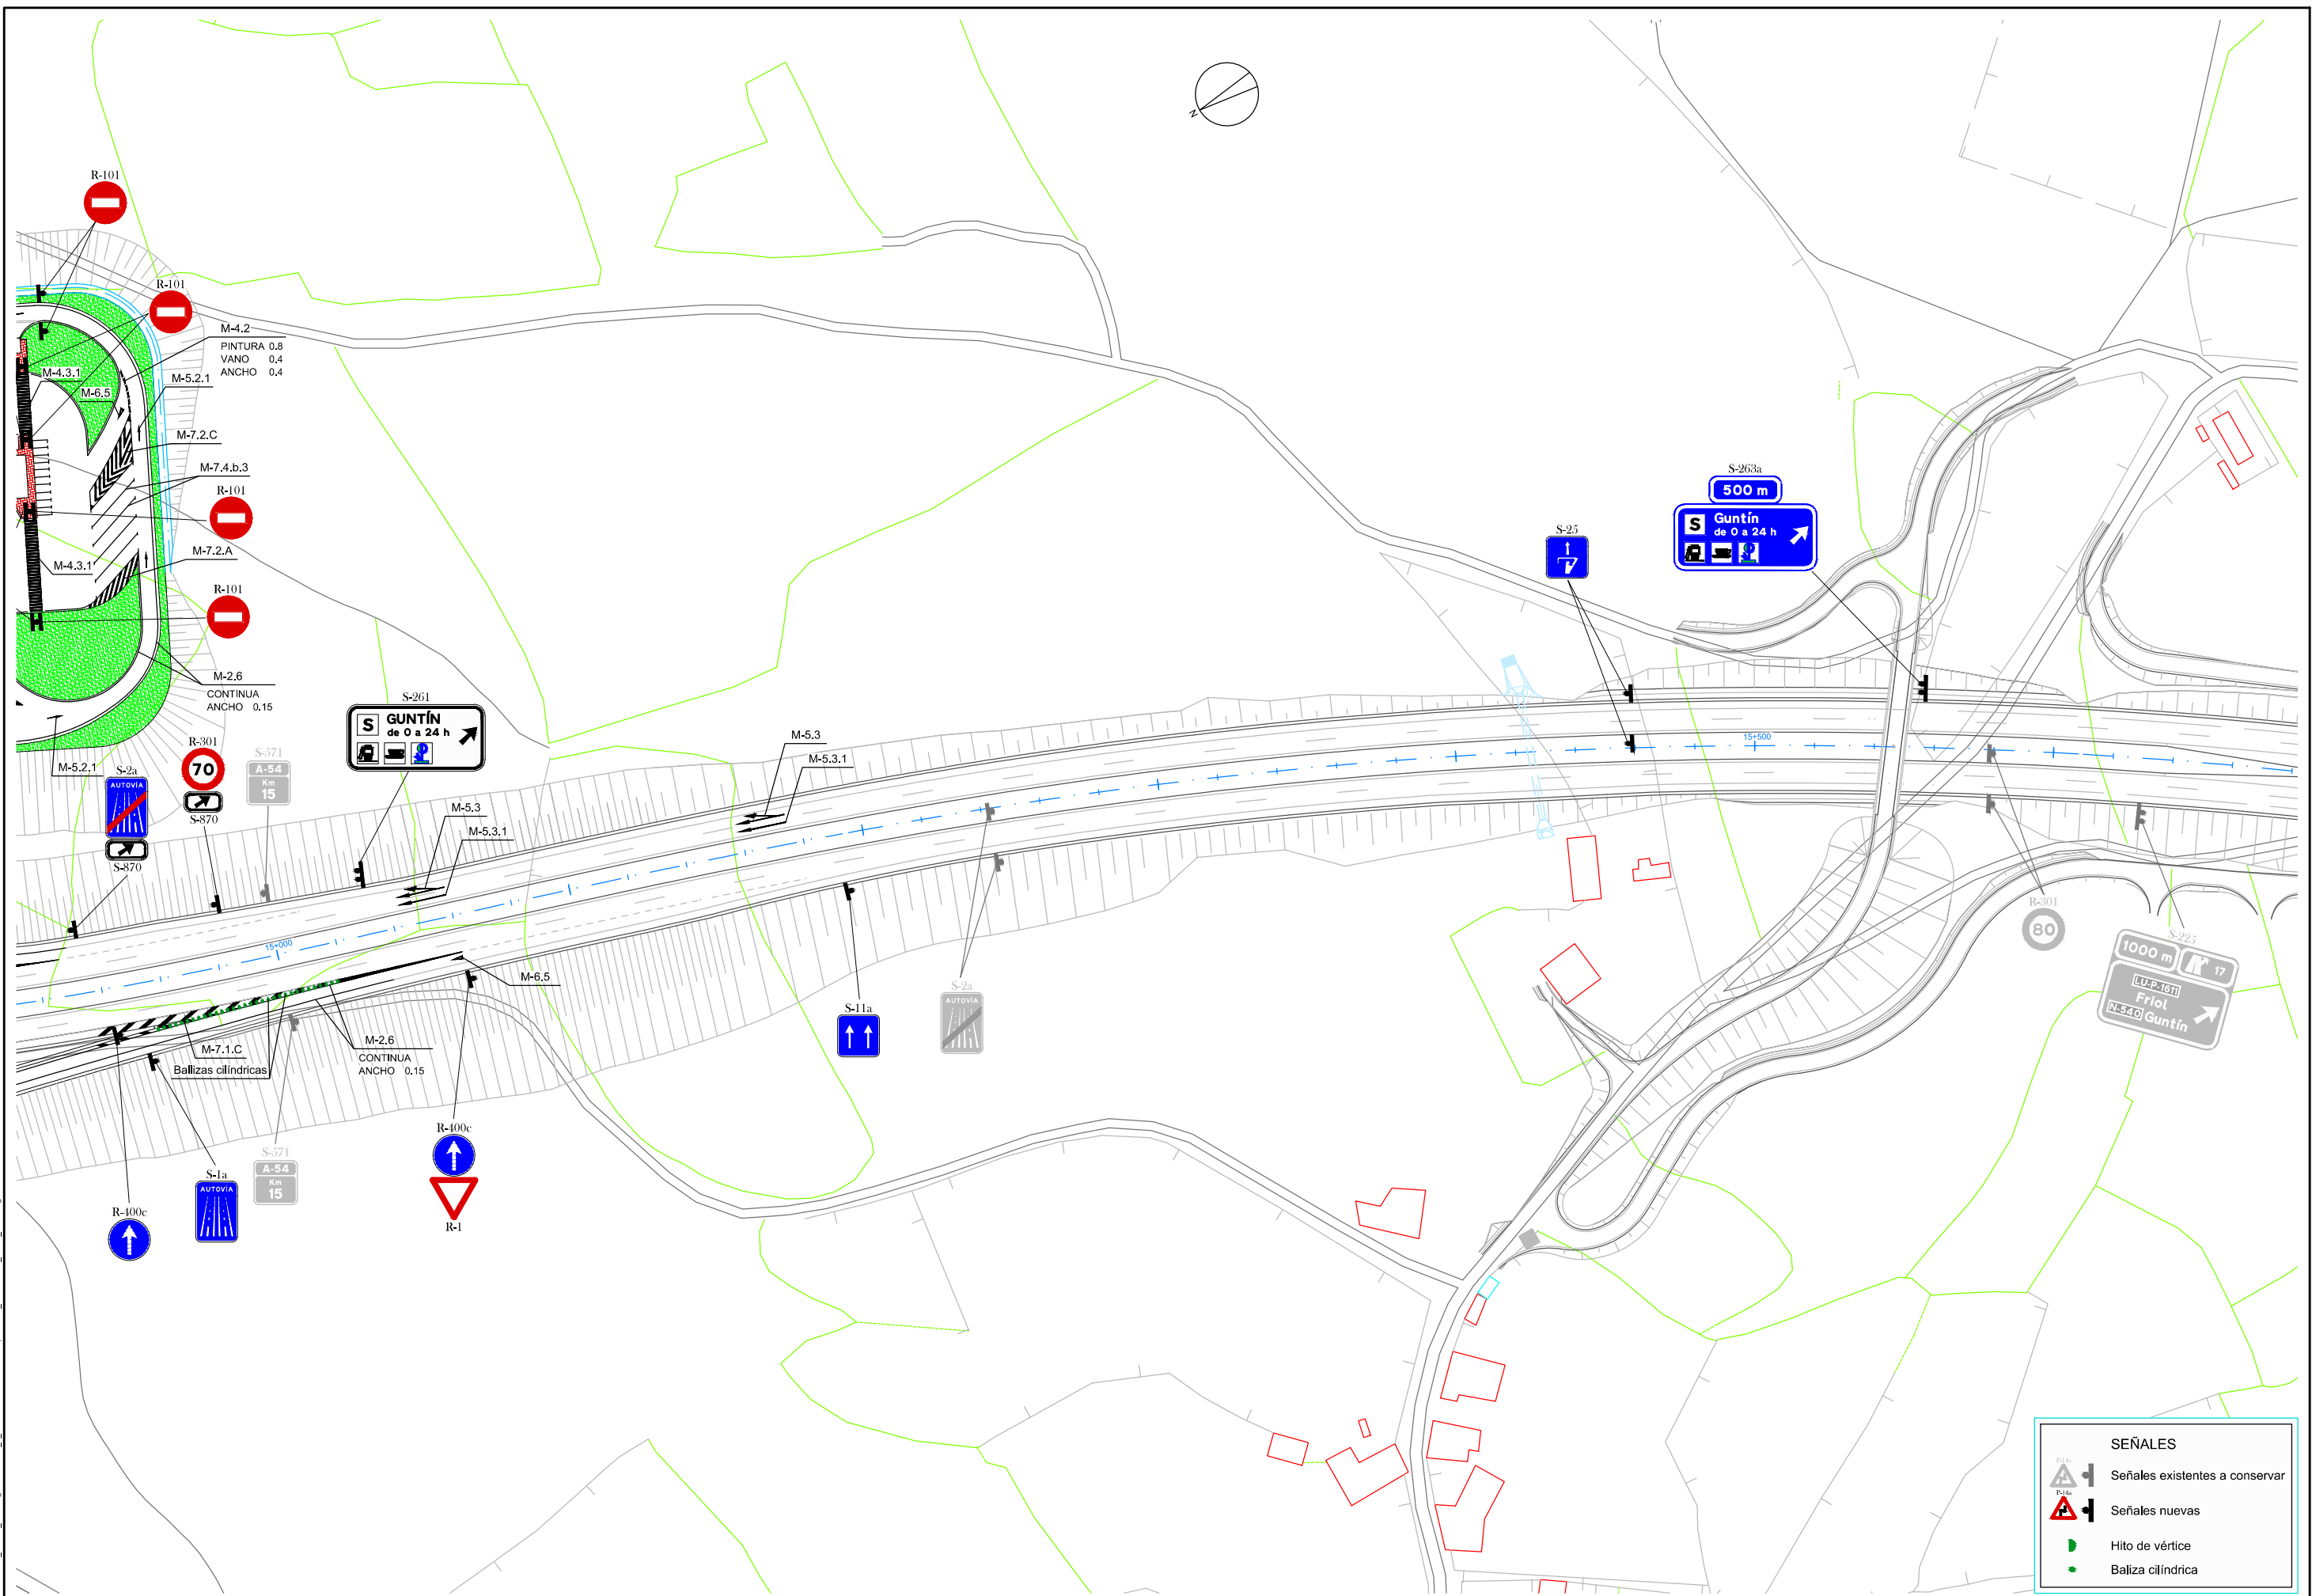 N
R-101
R-101
M-4.2
PINTURA 0.8
VANO 0.4
ANCHO 0.4
M-4.3.1
M-5.2.1
M-6.5
M-7.2.C
M-7.4.b.3
R-101
M-7.2.A
M-4.3.1
R-101
M-2.6
CONTINUA
ANCHO 0.15
M-5.2.1
S-263a
500 m
S Guntín
de 0 a 24 h
S-25
S-261
S GUNTÍN
de 0 a 24 h
R-301
70
S-870
S-2a
AUTOVÍA
S-870
S-571
A-54
Km
15
M-5.3
M-5.3.1
M-5.3
M-5.3.1
15+500
15+000
M-6.5
M-7.1.C
Balizas cilíndricas
M-2.6
CONTINUA
ANCHO 0.15
S-11a
S-2a
AUTOVÍA
R-301
80
S-225
1000 m 17
LU-P-1611
Friol
N-540 Guntín
R-400c
R-1
S-571
A-54
Km
15
S-1a
AUTOVÍA
R-400c
SEÑALES
P-14a
Señales existentes a conservar
P-14a
Señales nuevas
Hito de vértice
Baliza cilíndrica